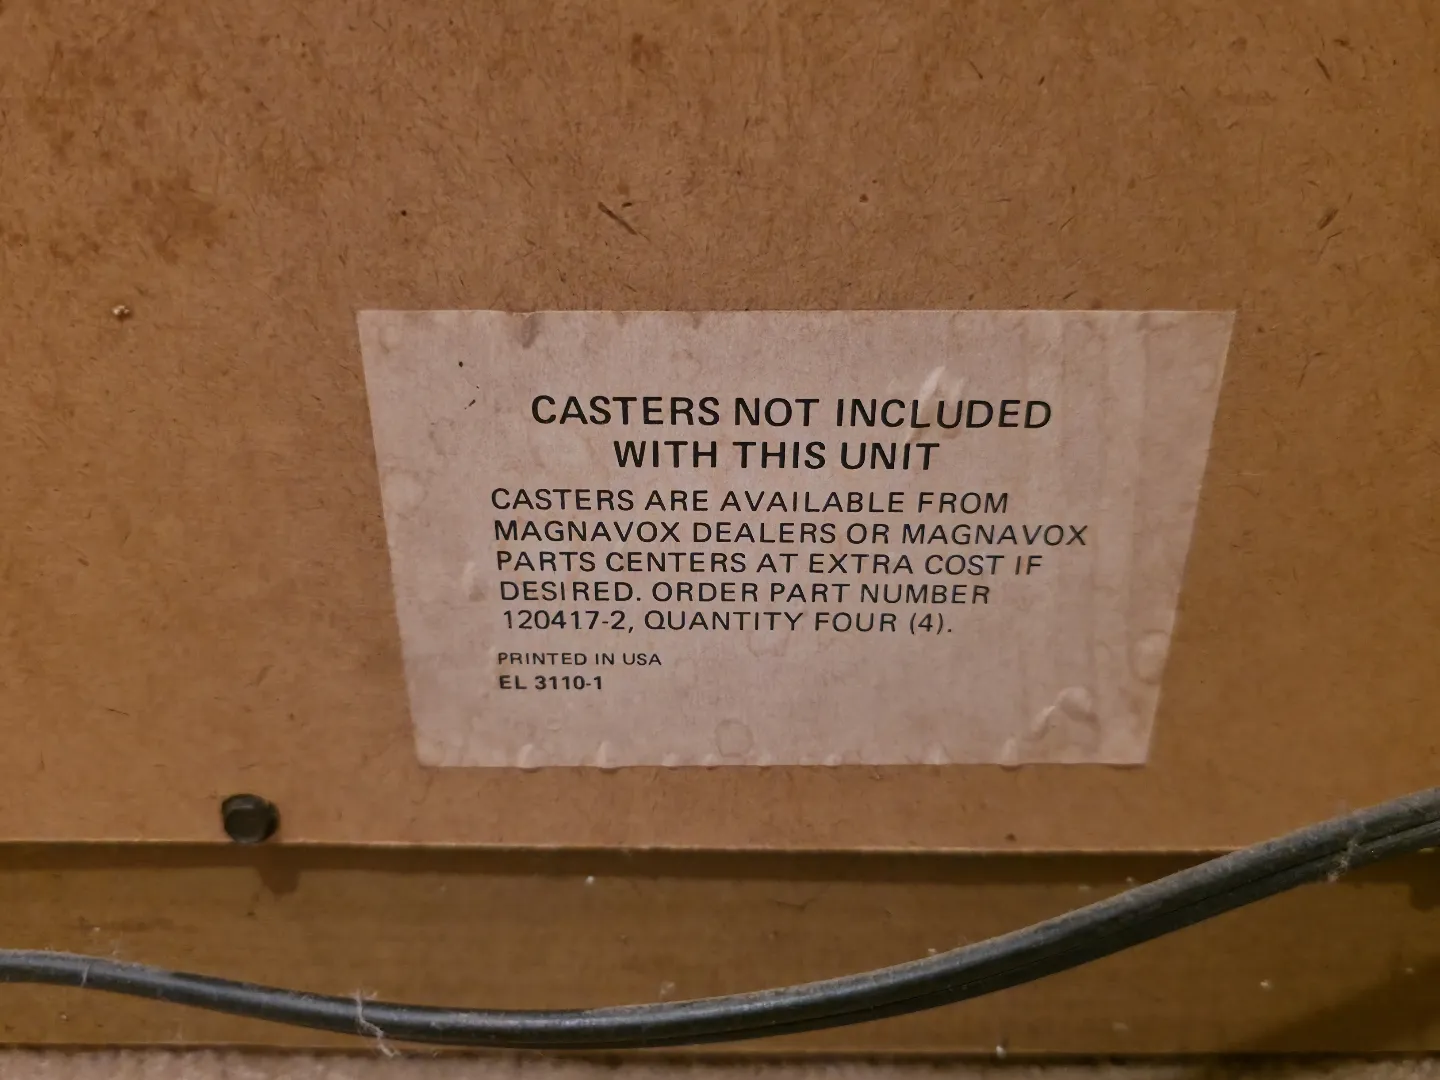 CASTERS NOT INCLUDED
WITH THIS UNIT
CASTERS ARE AVAILABLE FROM
MAGNAVOX DEALERS OR MAGNAVOX
PARTS CENTERS AT EXTRA COST IF
DESIRED. ORDER PART NUMBER
120417-2, QUANTITY FOUR (4).
PRINTED IN USA
EL 3110-1